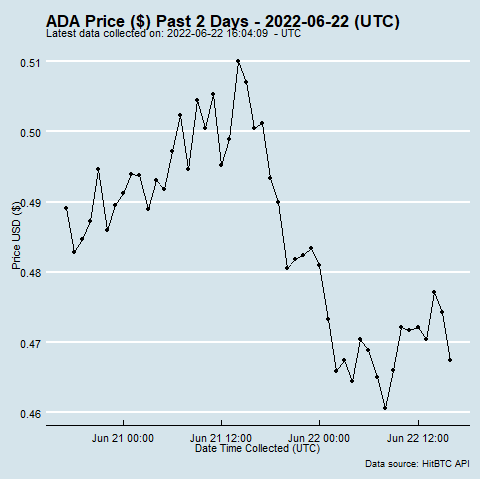 ADA Price ($) Past 2 Days - 2022-06-22 (UTC)
Latest data collected on: 2022-06-22 16:04:09 - UTC
0.51
0.50
0.49
0.48
0.47
0.46
Price USD ($)
Jun 21 00:00
Jun 21 12:00
Jun 22 00:00
Jun 22 12:00
Date Time Collected (UTC)
Data source: HitBTC API